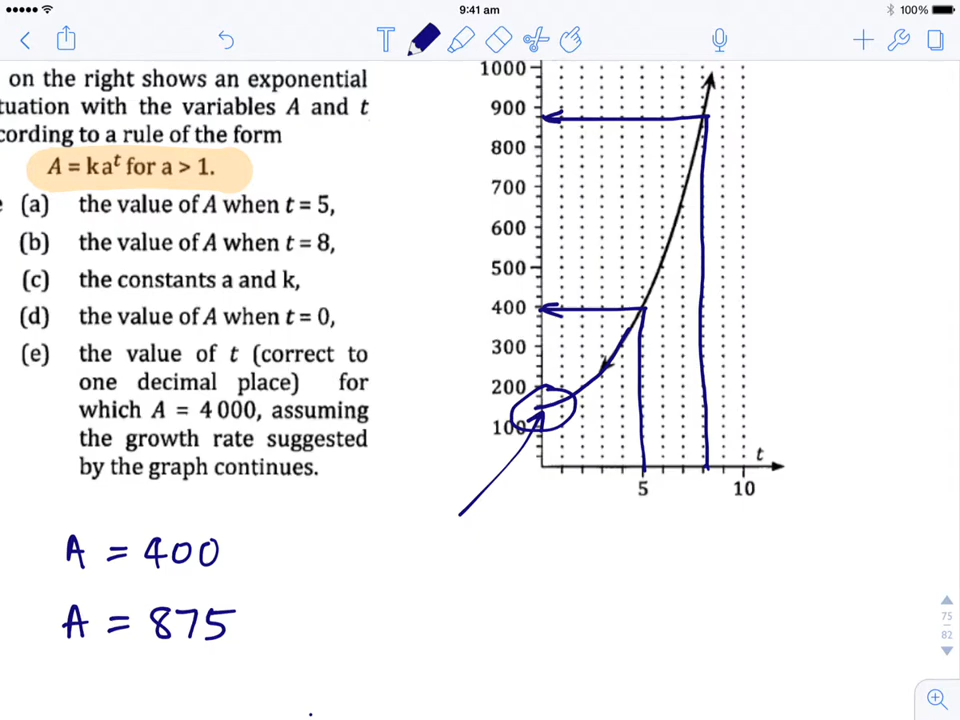 9:41 am
100%
T
on the right shows an exponential
tuation with the variables A and t
cording to a rule of the form
A = ka^t for a > 1.
e (a) the value of A when t = 5,
(b) the value of A when t = 8,
(c) the constants a and k,
(d) the value of A when t = 0,
(e) the value of t (correct to
one decimal place) for
which A = 4 000, assuming
the growth rate suggested
by the graph continues.
1000
900
800
700
600
500
400
300
200
100
t
5 10
A = 400
A = 875
75
82